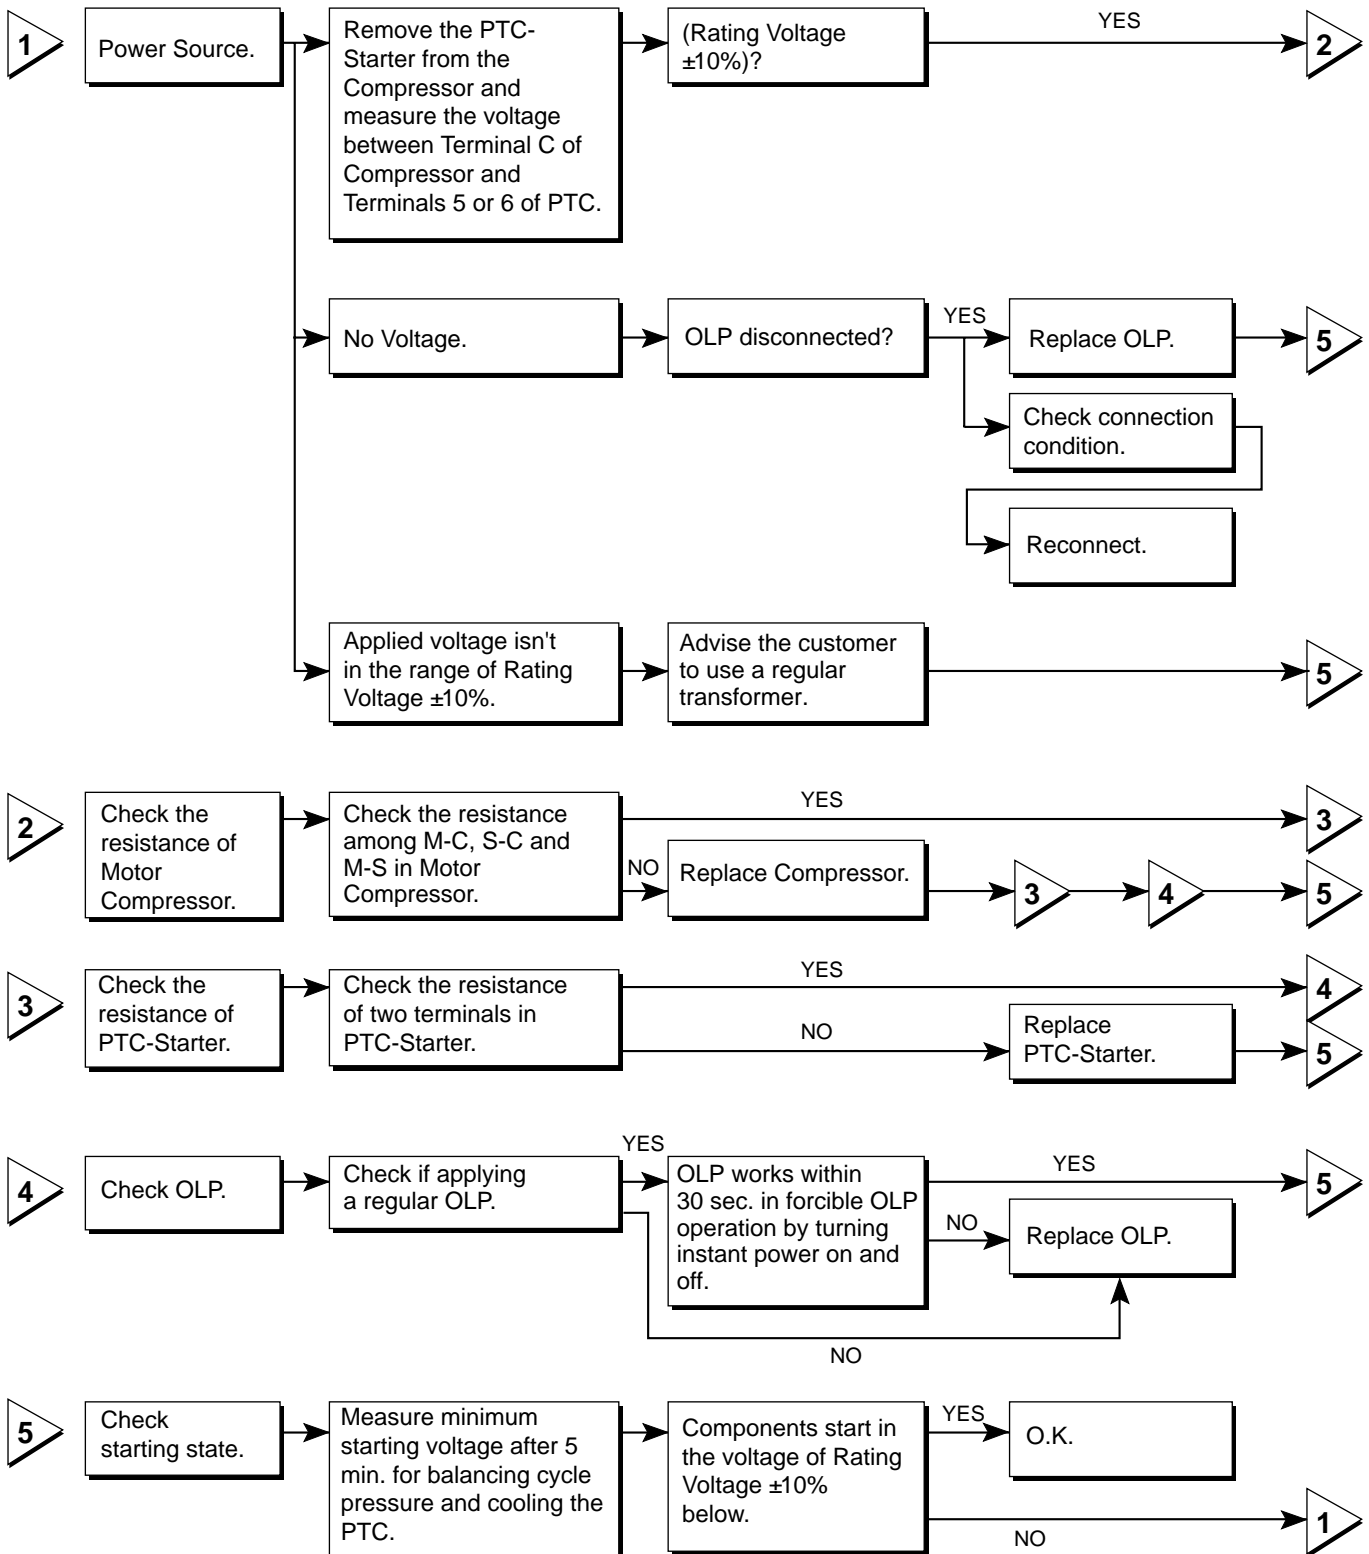 1
Power Source.
Remove the PTC-
Starter from the
Compressor and
measure the voltage
between Terminal C of
Compressor and
Terminals 5 or 6 of PTC.
(Rating Voltage
±10%)?
YES
2
No Voltage.
OLP disconnected?
YES
Replace OLP.
5
Check connection
condition.
Reconnect.
Applied voltage isn't
in the range of Rating
Voltage ±10%.
Advise the customer
to use a regular
transformer.
5
2
Check the
resistance of
Motor
Compressor.
Check the resistance
among M-C, S-C and
M-S in Motor
Compressor.
YES
3
NO
Replace Compressor.
3
4
5
3
Check the
resistance of
PTC-Starter.
Check the resistance
of two terminals in
PTC-Starter.
YES
4
NO
Replace
PTC-Starter.
5
4
Check OLP.
Check if applying
a regular OLP.
YES
OLP works within
30 sec. in forcible OLP
operation by turning
instant power on and
off.
YES
5
NO
Replace OLP.
NO
5
Check
starting state.
Measure minimum
starting voltage after 5
min. for balancing cycle
pressure and cooling the
PTC.
Components start in
the voltage of Rating
Voltage ±10%
below.
YES
O.K.
NO
1